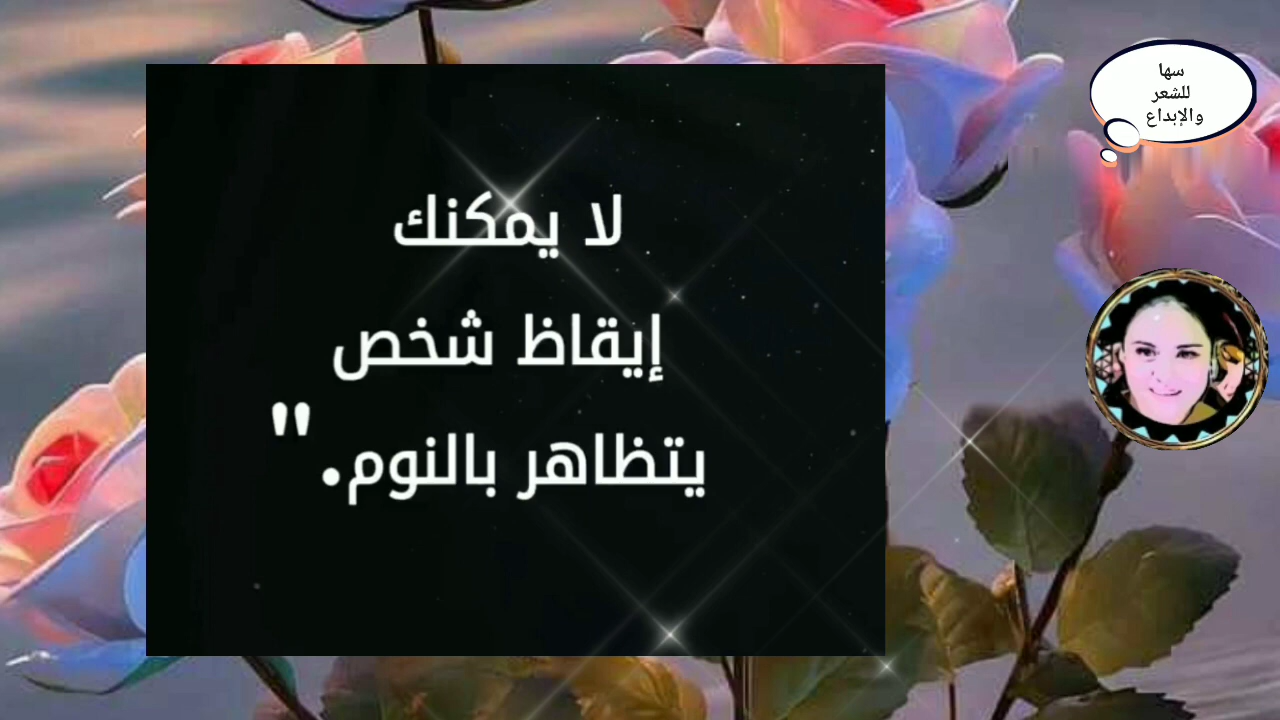 لا يمكنك
إيقاظ شخص
يتظاهر بالنوم."
سها
للشعر
والإبداع